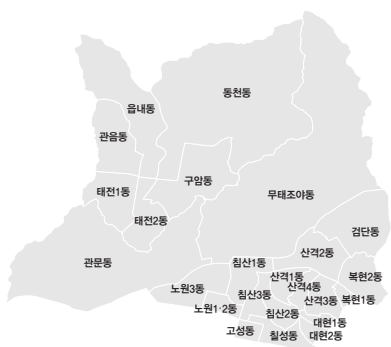 동천동
읍내동
관음동
구암동
태전1동
무태조야동
태전2동
검단동
산격2동
관문동
침산1동
산격1동
복현2동
노원3동
산격4동
침산3동
산격3동
복현1동
노원1·2동
침산2동
대현1동
고성동
칠성동
대현2동